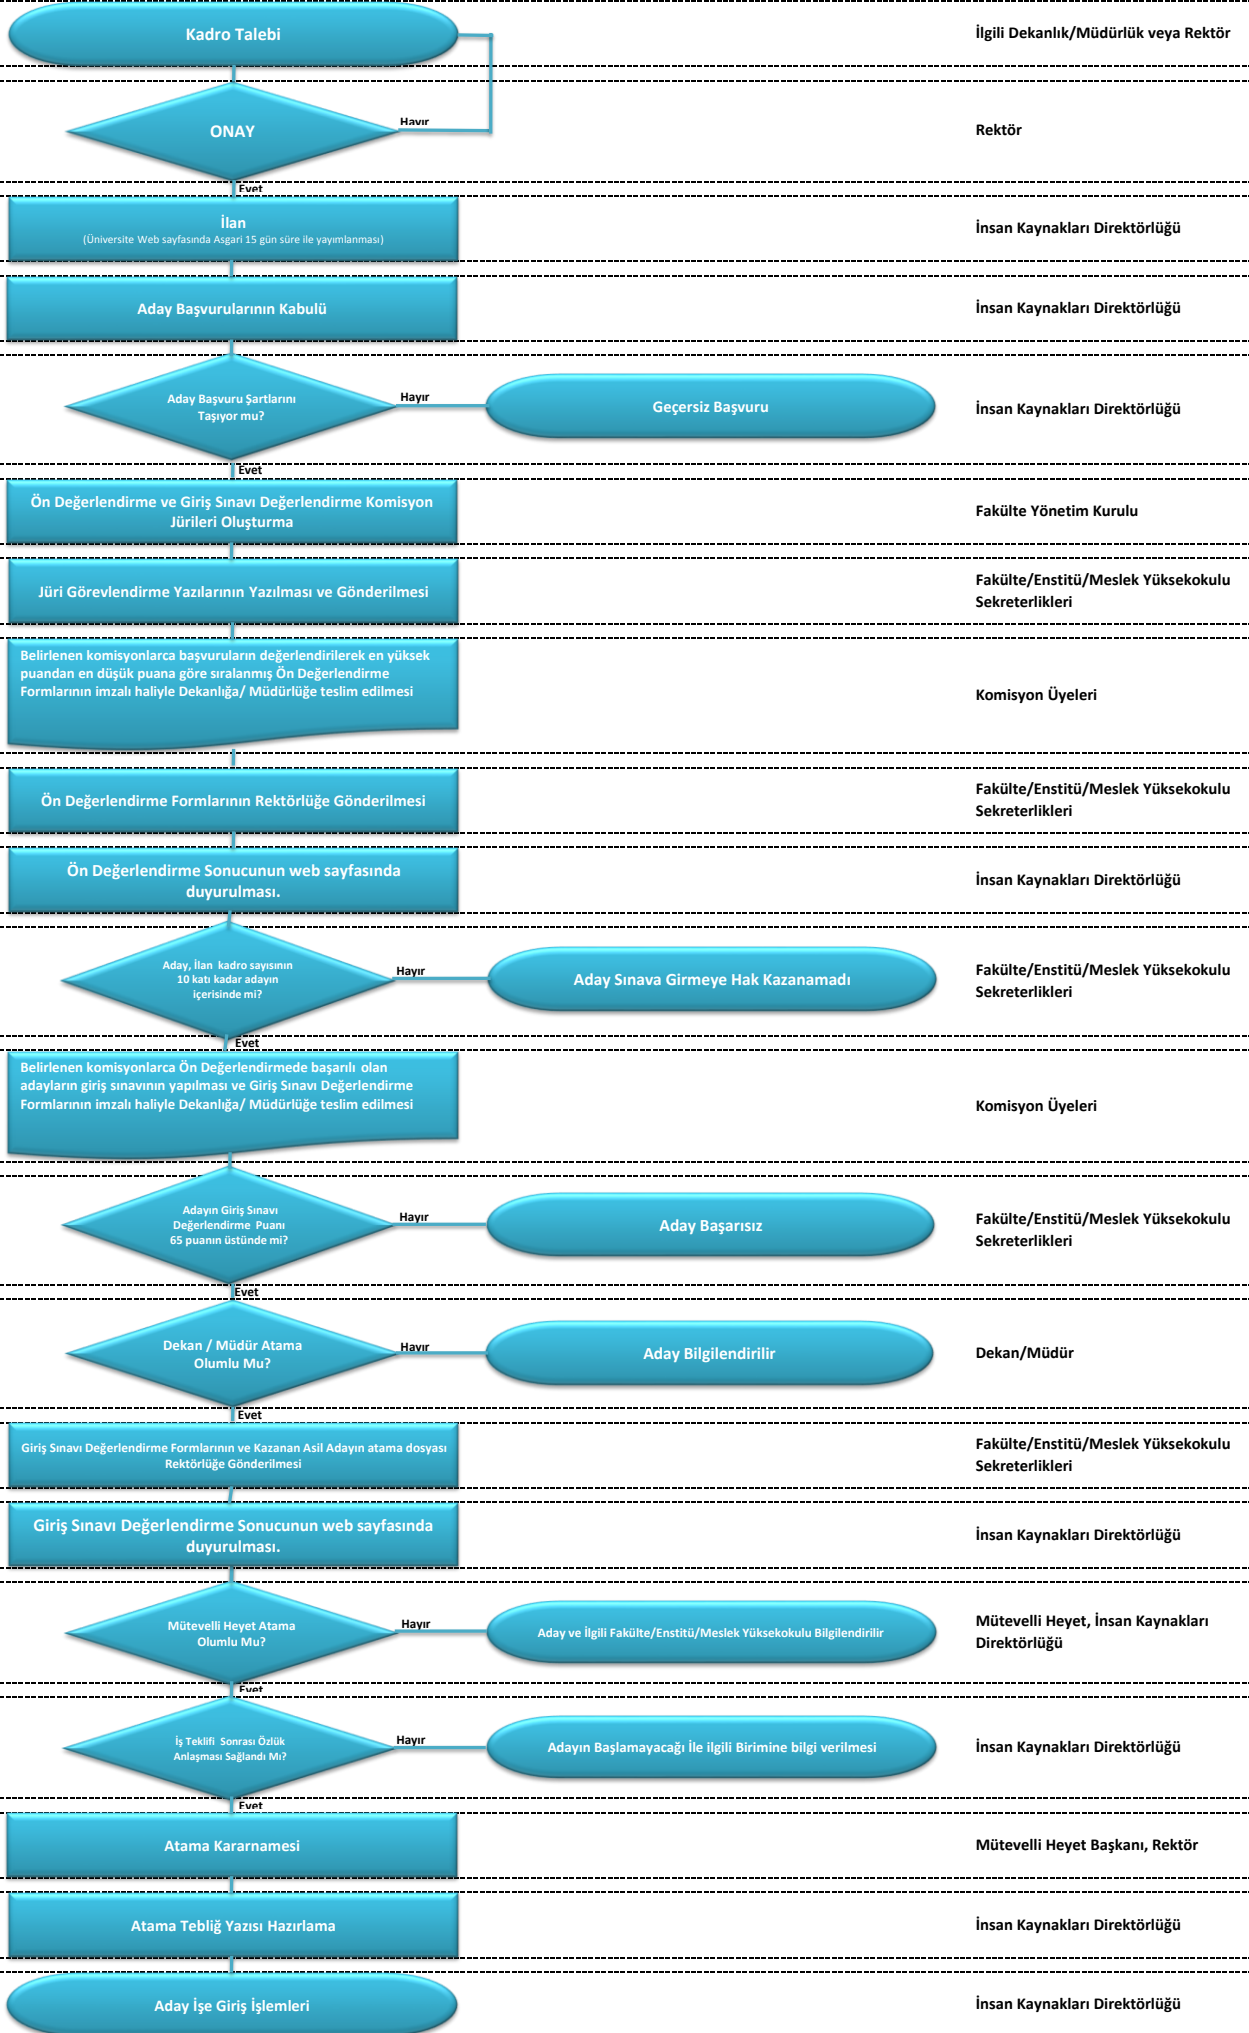 Kadro Talebi
İlgili Dekanlık/Müdürlük veya Rektör
ONAY
Hayır
Rektör
Evet
İlan
(Üniversite Web sayfasında Asgari 15 gün süre ile yayımlanması)
İnsan Kaynakları Direktörlüğü
Aday Başvurularının Kabulü
İnsan Kaynakları Direktörlüğü
Aday Başvuru Şartlarını
Taşıyor mu?
Hayır
Geçersiz Başvuru
İnsan Kaynakları Direktörlüğü
Evet
Ön Değerlendirme ve Giriş Sınavı Değerlendirme Komisyon
Jürileri Oluşturma
Fakülte Yönetim Kurulu
Jüri Görevlendirme Yazılarının Yazılması ve Gönderilmesi
Fakülte/Enstitü/Meslek Yüksekokulu
Sekreterlikleri
Belirlenen komisyonlarca başvuruların değerlendirilerek en yüksek
puandan en düşük puana göre sıralanmış Ön Değerlendirme
Formlarının imzalı haliyle Dekanlığa/ Müdürlüğe teslim edilmesi
Komisyon Üyeleri
Ön Değerlendirme Formlarının Rektörlüğe Gönderilmesi
Fakülte/Enstitü/Meslek Yüksekokulu
Sekreterlikleri
Ön Değerlendirme Sonucunun web sayfasında
duyurulması.
İnsan Kaynakları Direktörlüğü
Aday, İlan kadro sayısının
10 katı kadar adayın
içerisinde mi?
Hayır
Aday Sınava Girmeye Hak Kazanamadı
Fakülte/Enstitü/Meslek Yüksekokulu
Sekreterlikleri
Evet
Belirlenen komisyonlarca Ön Değerlendirmede başarılı olan
adayların giriş sınavının yapılması ve Giriş Sınavı Değerlendirme
Formlarının imzalı haliyle Dekanlığa/ Müdürlüğe teslim edilmesi
Komisyon Üyeleri
Adayın Giriş Sınavı
Değerlendirme Puanı
65 puanın üstünde mi?
Hayır
Aday Başarısız
Fakülte/Enstitü/Meslek Yüksekokulu
Sekreterlikleri
Evet
Dekan / Müdür Atama
Olumlu Mu?
Hayır
Aday Bilgilendirilir
Dekan/Müdür
Evet
Giriş Sınavı Değerlendirme Formlarının ve Kazanan Asil Adayın atama dosyası
Rektörlüğe Gönderilmesi
Fakülte/Enstitü/Meslek Yüksekokulu
Sekreterlikleri
Giriş Sınavı Değerlendirme Sonucunun web sayfasında
duyurulması.
İnsan Kaynakları Direktörlüğü
Mütevelli Heyet Atama
Olumlu Mu?
Hayır
Aday ve İlgili Fakülte/Enstitü/Meslek Yüksekokulu Bilgilendirilir
Mütevelli Heyet, İnsan Kaynakları
Direktörlüğü
Evet
İş Teklifi Sonrası Özlük
Anlaşması Sağlandı Mı?
Hayır
Adayın Başlamayacağı İle ilgili Birimine bilgi verilmesi
İnsan Kaynakları Direktörlüğü
Evet
Atama Kararnamesi
Mütevelli Heyet Başkanı, Rektör
Atama Tebliğ Yazısı Hazırlama
İnsan Kaynakları Direktörlüğü
Aday İşe Giriş İşlemleri
İnsan Kaynakları Direktörlüğü